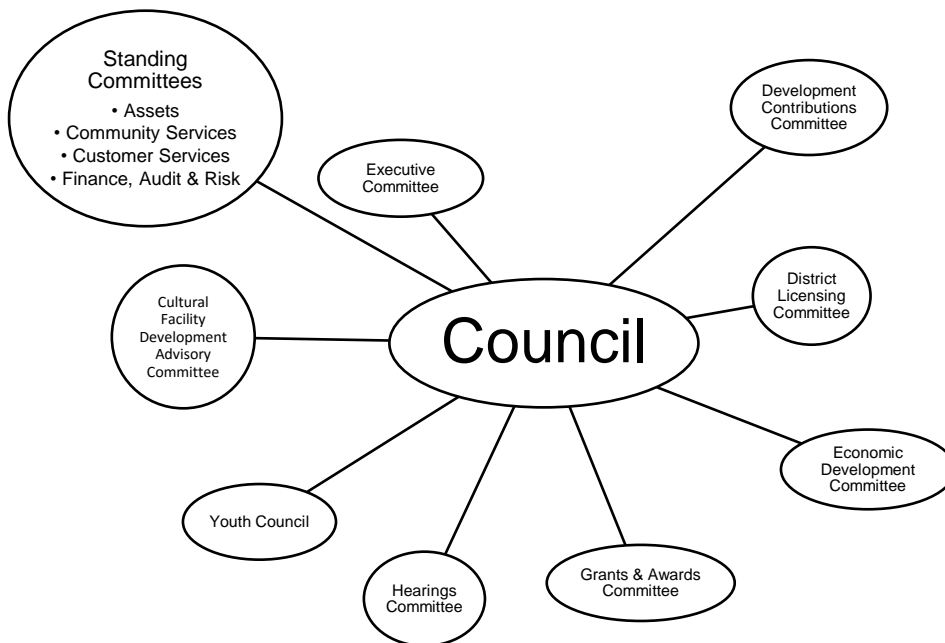 Standing
Committees
• Assets
• Community Services
• Customer Services
• Finance, Audit & Risk
Executive
Committee
Development
Contributions
Committee
Cultural
Facility
Development
Advisory
Committee
Council
District
Licensing
Committee
Economic
Development
Committee
Youth Council
Hearings
Committee
Grants & Awards
Committee